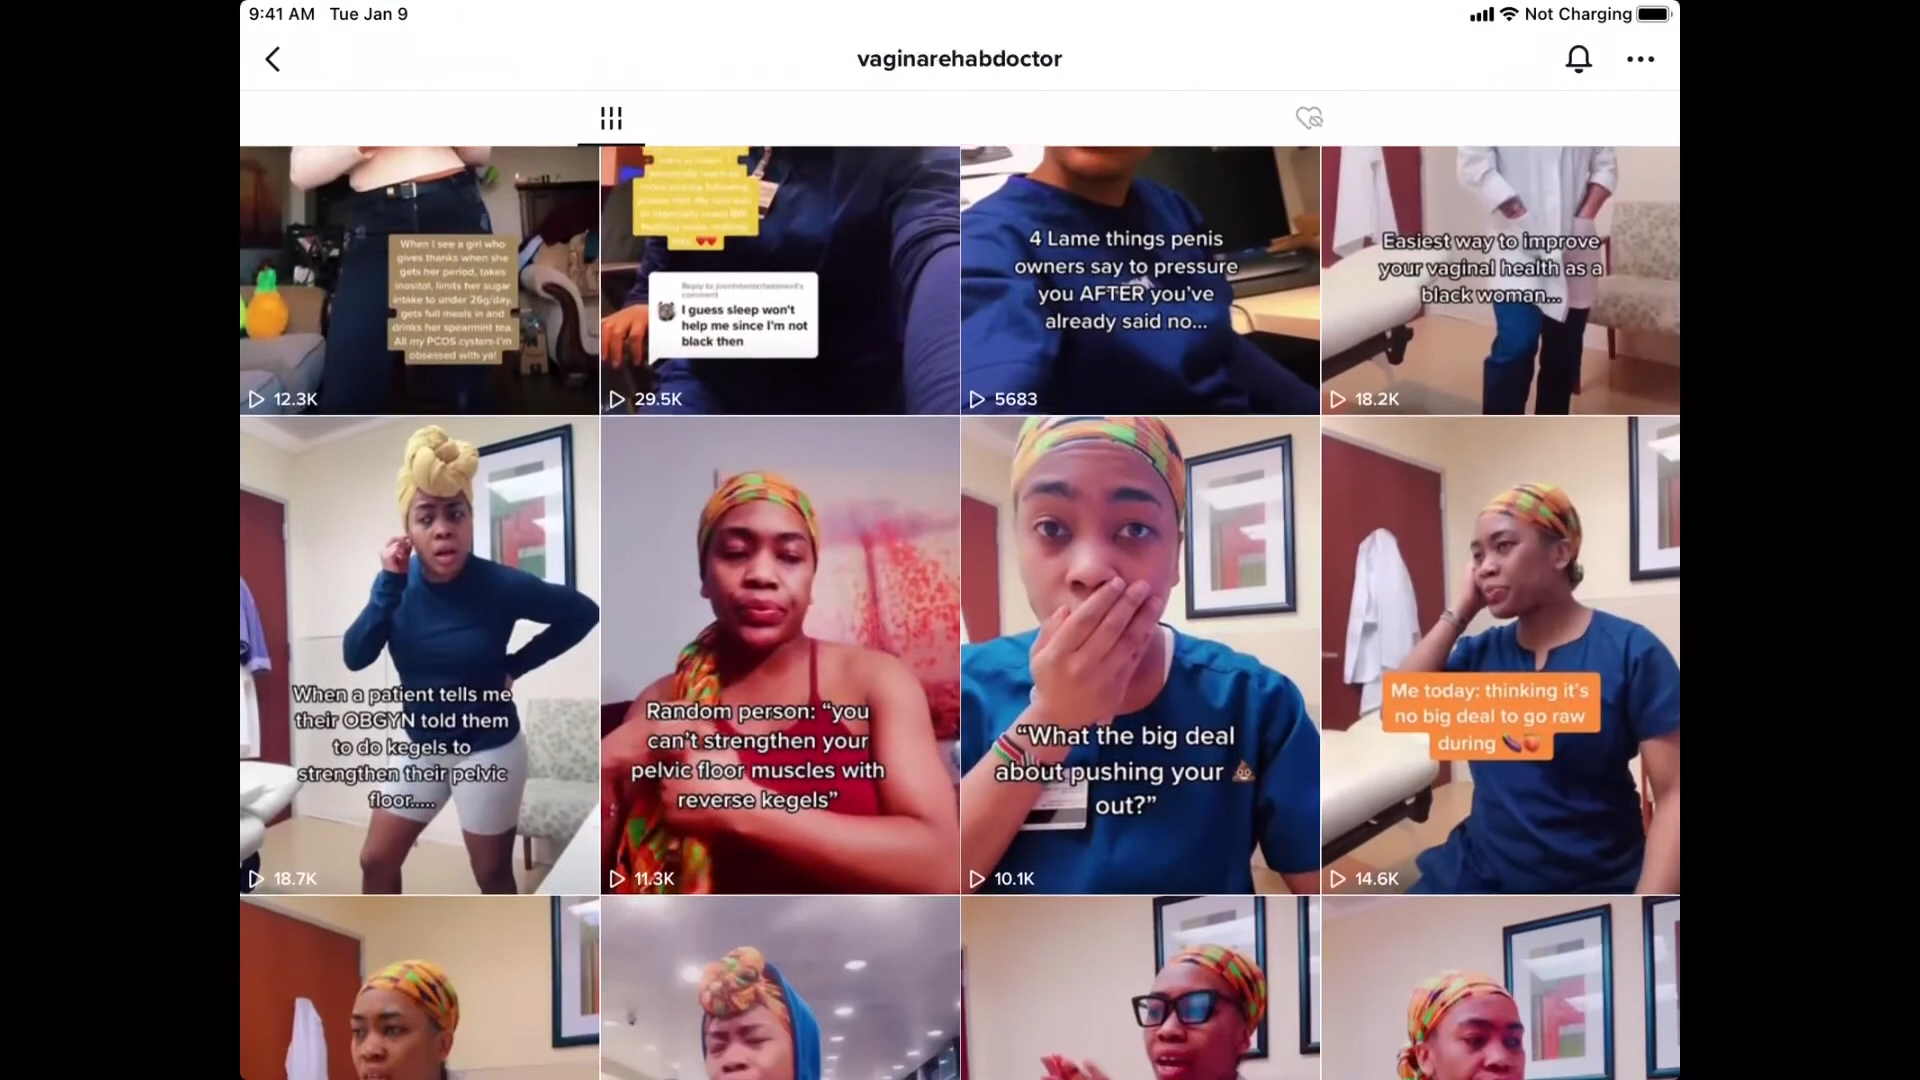 9:41 AM Tue Jan 9
Not Charging
vaginarehabdoctor
When I see a girl who
gives thanks when she
gets her period, takes
inositol, limits her sugar
intake to under 26g/day,
gets full meals in and
drinks her spearmint tea.
All my PCOS cysters-I'm
obsessed with ya!
12.3K
Reply to
comment
I guess sleep won't
help me since I'm not
black then
29.5K
4 Lame things penis
owners say to pressure
you AFTER you've
already said no...
5683
Easiest way to improve
your vaginal health as a
black woman...
18.2K
When a patient tells me
their OBGYN told them
to do kegels to
strengthen their pelvic
floor.....
18.7K
Random person: “you
can't strengthen your
pelvic floor muscles with
reverse kegels”
11.3K
“What the big deal
about pushing your 💩
out?”
10.1K
Me today: thinking it's
no big deal to go raw
during 🍆🍑
14.6K